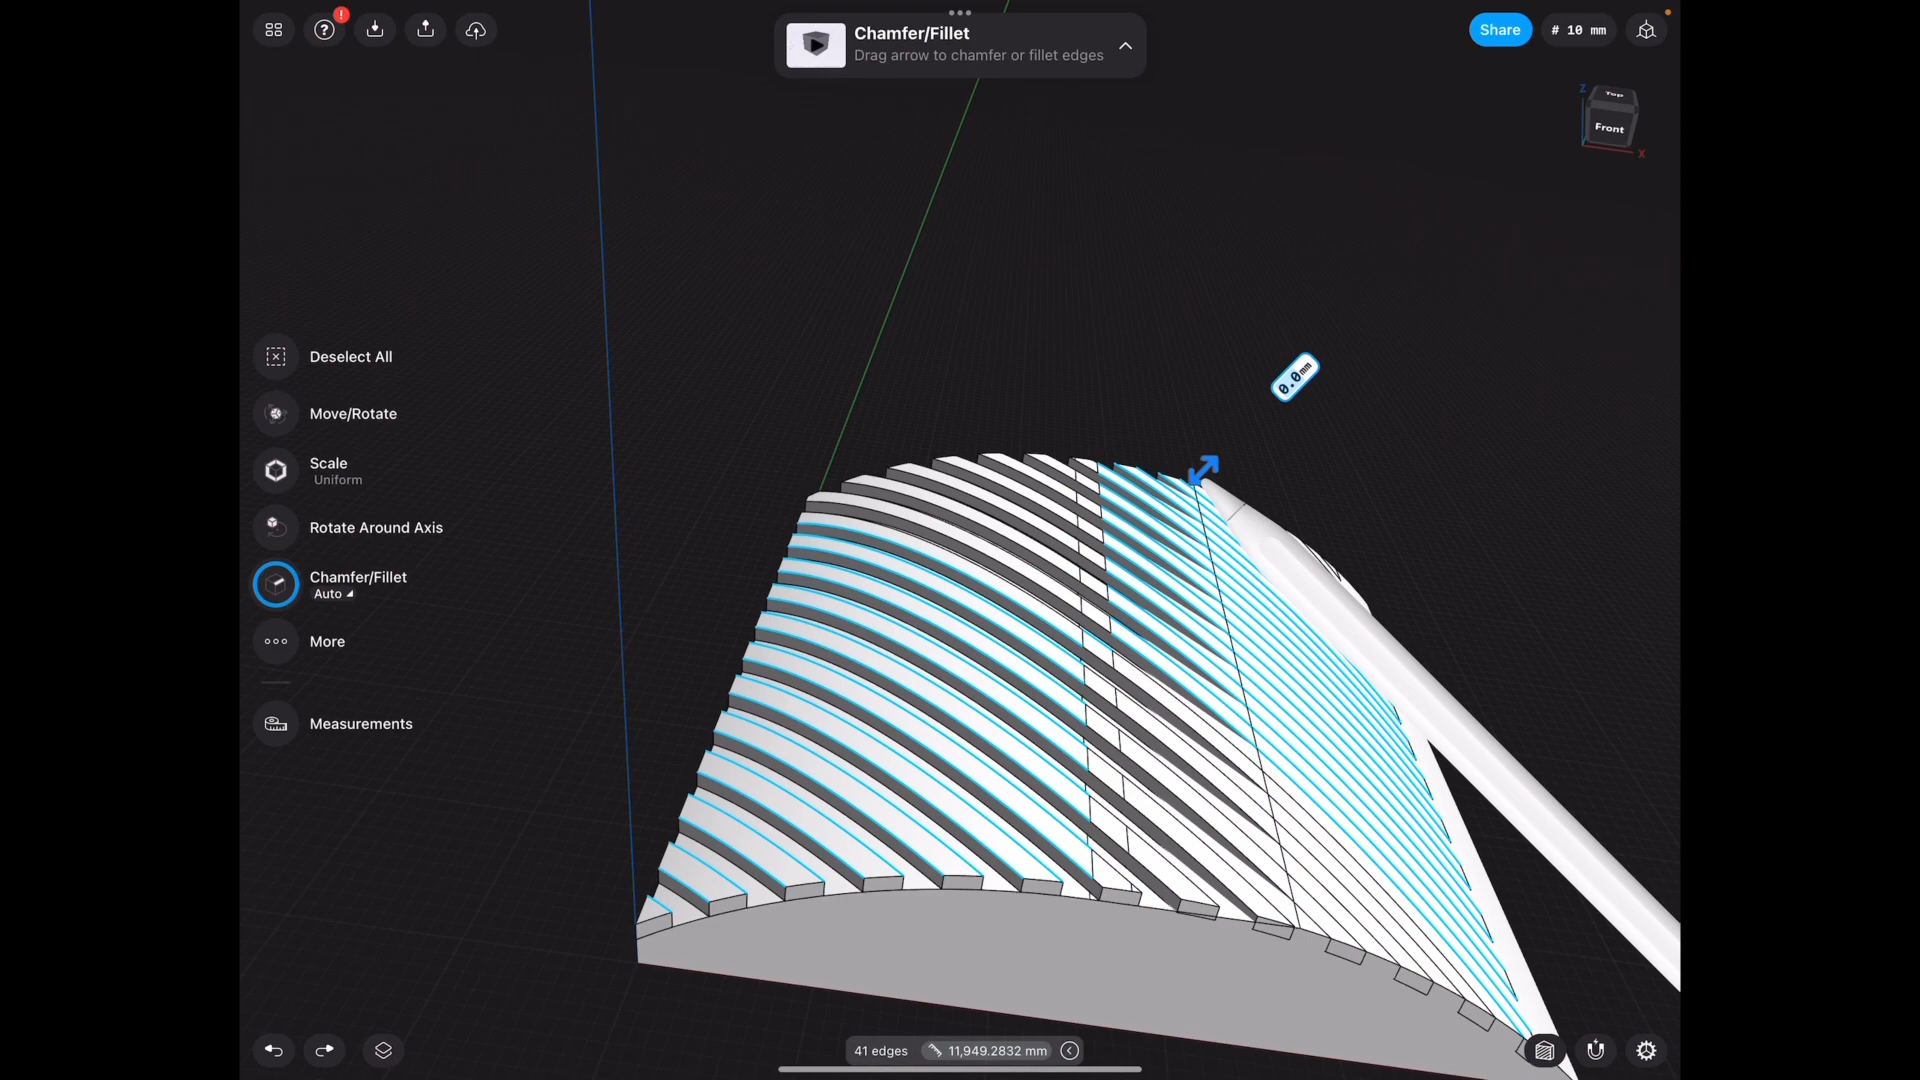 !
?
Chamfer/Fillet
Drag arrow to chamfer or fillet edges
Share
# 10 mm
Z
Top
Front
X
0.0mm
Deselect All
Move/Rotate
Scale
Uniform
Rotate Around Axis
Chamfer/Fillet
Auto
More
Measurements
41 edges
11,949.2832 mm